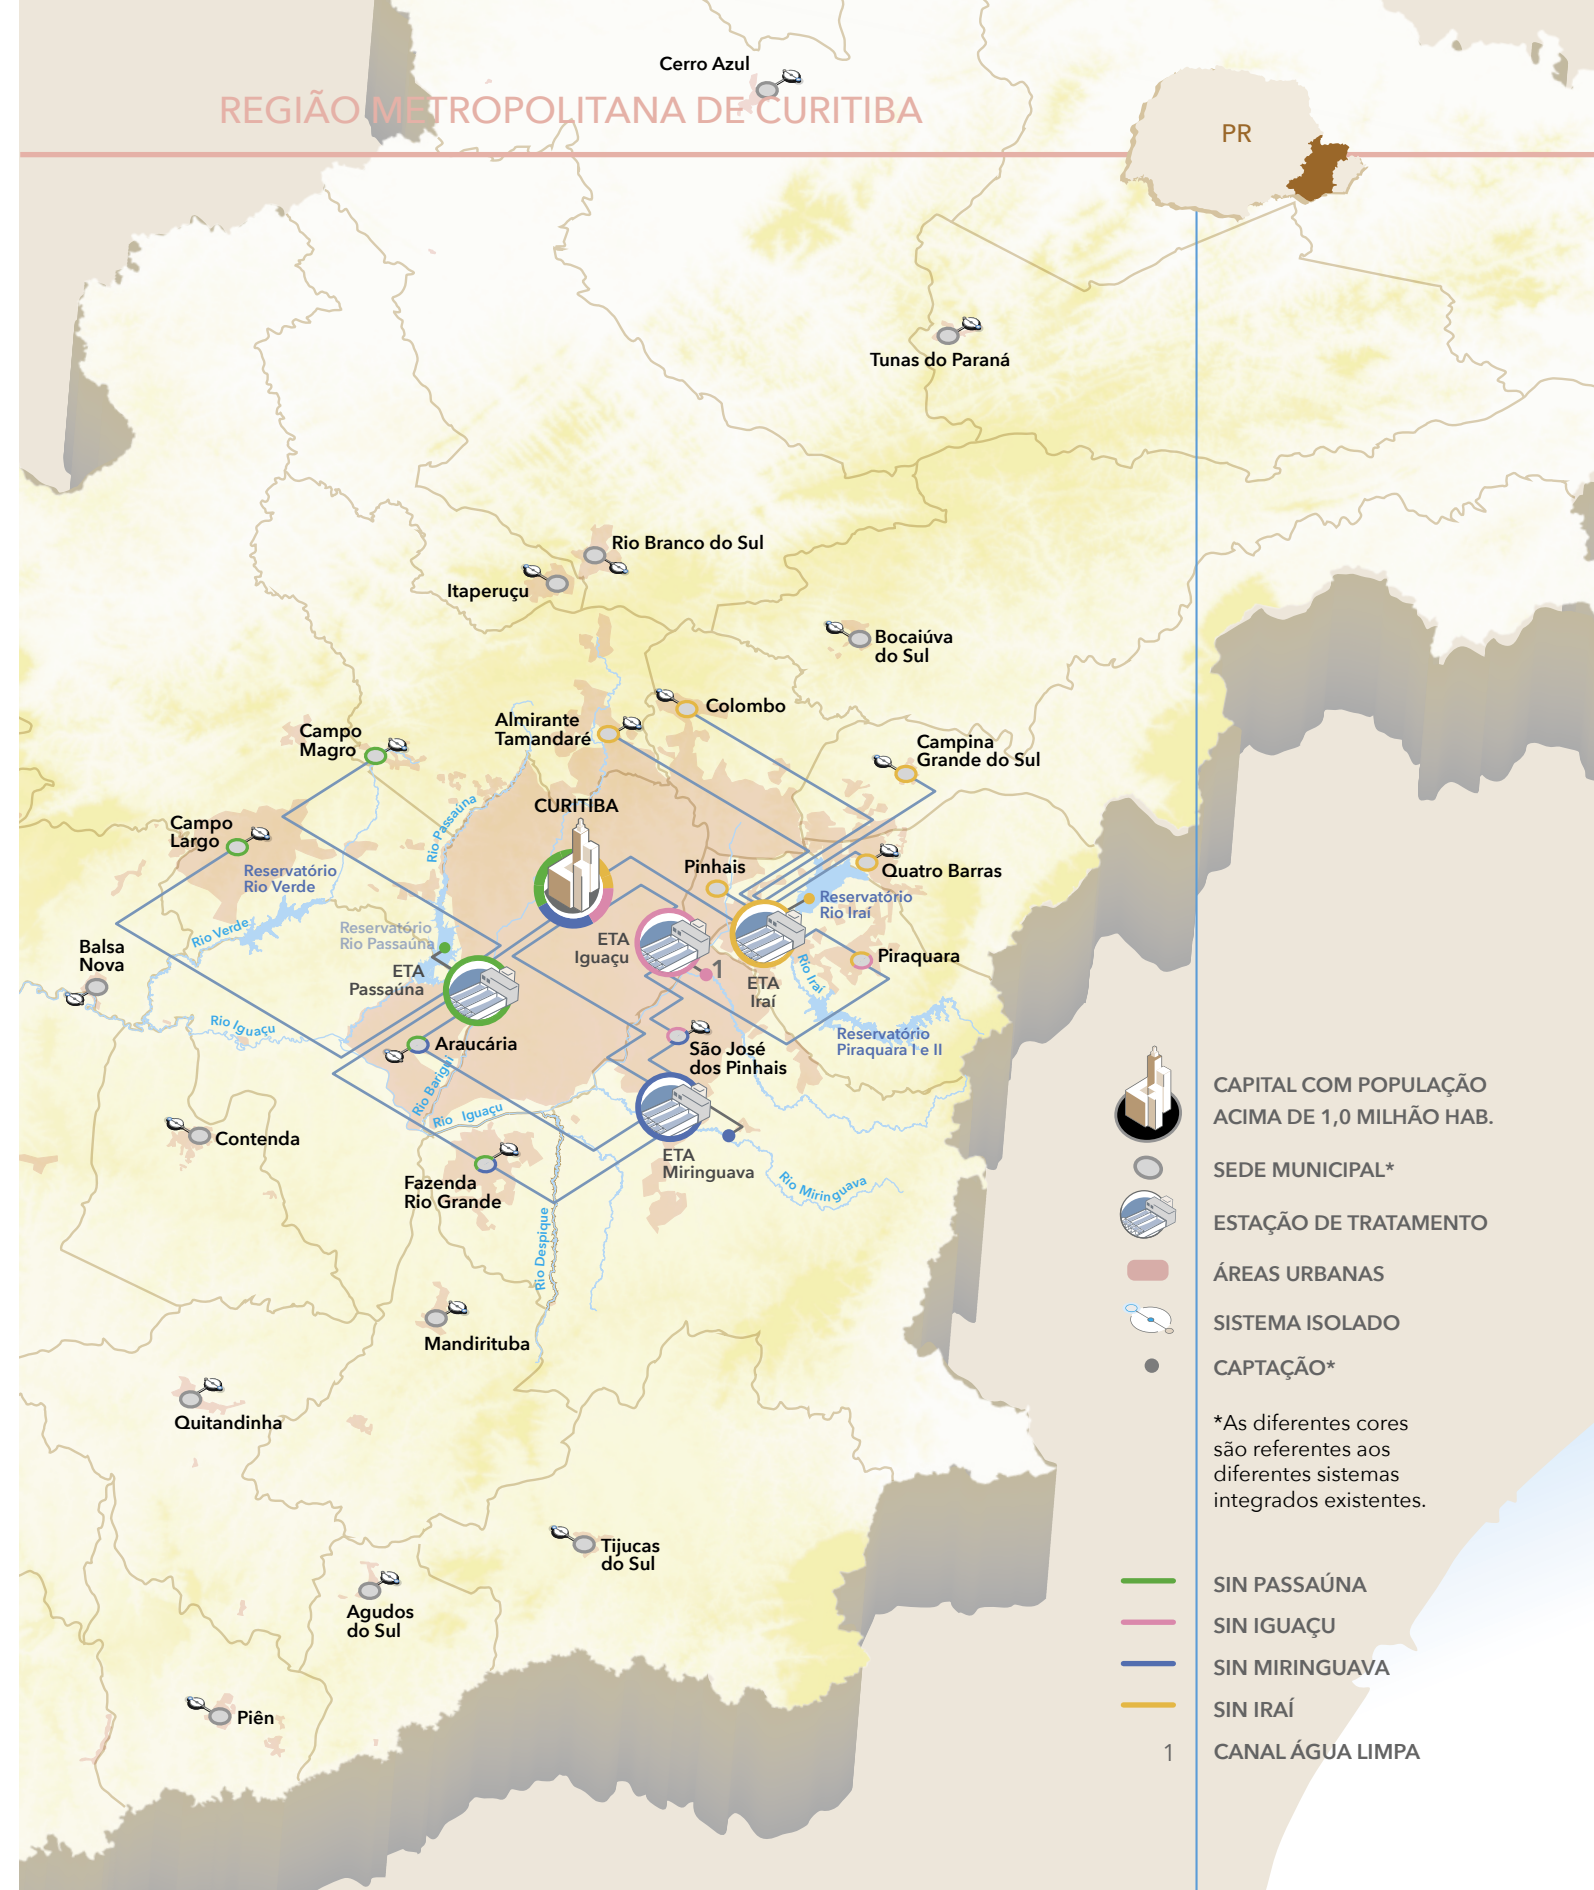 Cerro Azul
REGIÃO METROPOLITANA DE CURITIBA
PR
Tunas do Paraná
Rio Branco do Sul
Itaperuçu
Bocaiúva
do Sul
Colombo
Almirante
Tamandaré
Campo
Magro
Campina
Grande do Sul
CURITIBA
Rio Passaúna
Campo
Largo
Pinhais
Quatro Barras
Reservatório
Rio Verde
Reservatório
Rio Iraí
Rio Verde
Reservatório
Rio Passaúna
ETA
Iguaçu
Balsa
Nova
ETA
Passaúna
1
Piraquara
ETA
Iraí
Rio Iraí
Rio Iguaçu
Araucária
São José
dos Pinhais
Reservatório
Piraquara I e II
Rio Barigui
Rio Iguaçu
Contenda
ETA
Miringuava
Rio Miringuava
Fazenda
Rio Grande
Rio Despique
Mandirituba
Quitandinha
Tijucas
do Sul
Agudos
do Sul
Piên
CAPITAL COM POPULAÇÃO
ACIMA DE 1,0 MILHÃO HAB.
SEDE MUNICIPAL*
ESTAÇÃO DE TRATAMENTO
ÁREAS URBANAS
SISTEMA ISOLADO
CAPTAÇÃO*
*As diferentes cores
são referentes aos
diferentes sistemas
integrados existentes.
SIN PASSAÚNA
SIN IGUAÇU
SIN MIRINGUAVA
SIN IRAÍ
1 CANAL ÁGUA LIMPA